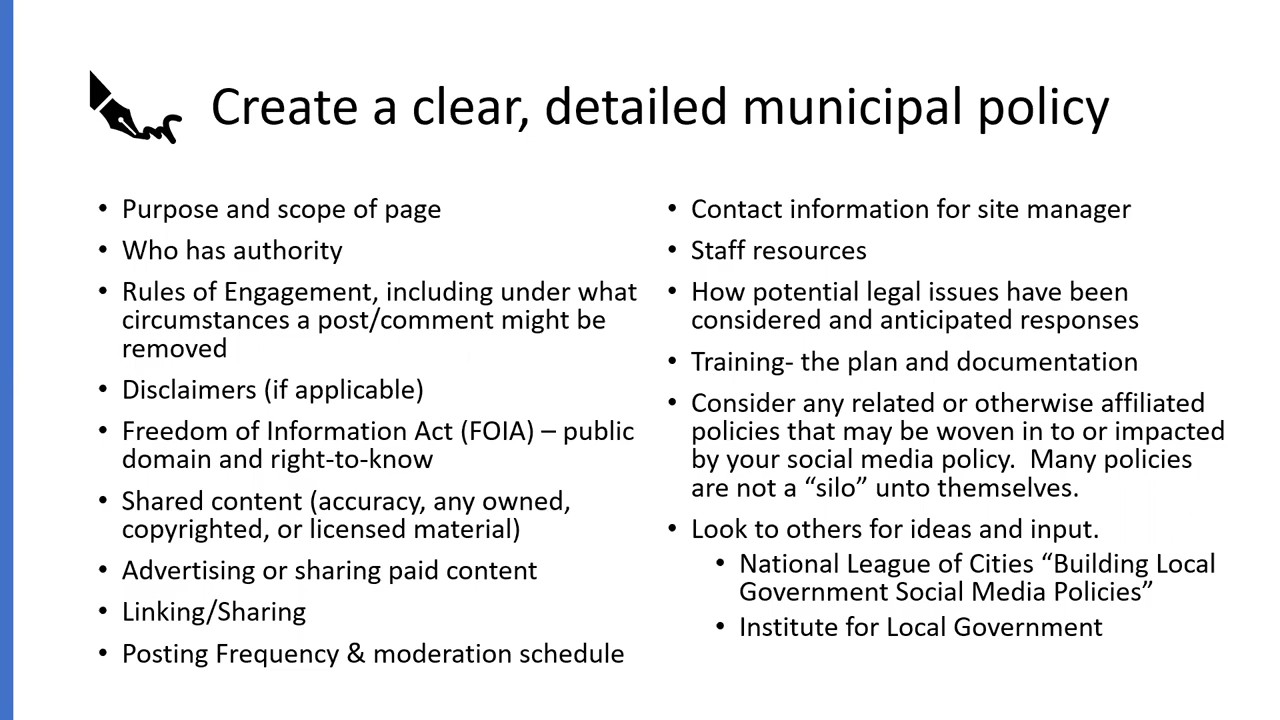 Create a clear, detailed municipal policy
• Purpose and scope of page
• Who has authority
• Rules of Engagement, including under what
circumstances a post/comment might be
removed
• Disclaimers (if applicable)
• Freedom of Information Act (FOIA) – public
domain and right-to-know
• Shared content (accuracy, any owned,
copyrighted, or licensed material)
• Advertising or sharing paid content
• Linking/Sharing
• Posting Frequency & moderation schedule
• Contact information for site manager
• Staff resources
• How potential legal issues have been
considered and anticipated responses
• Training- the plan and documentation
• Consider any related or otherwise affiliated
policies that may be woven in to or impacted
by your social media policy.  Many policies
are not a “silo” unto themselves.
• Look to others for ideas and input.
• National League of Cities “Building Local
Government Social Media Policies”
• Institute for Local Government